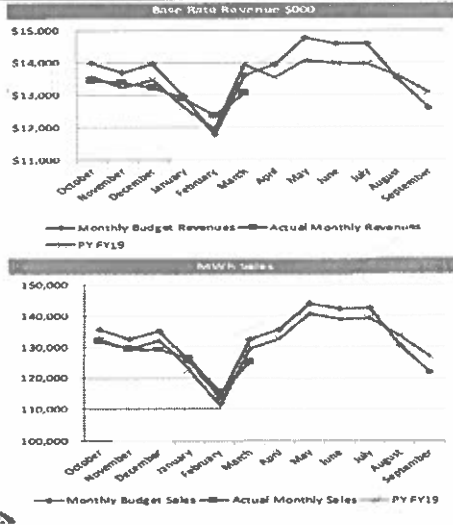 Base Rate Revenue $000
$15,000
$14,000
$13,000
$12,000
$11,000
October November December January February March April May June July August September
Monthly Budget Revenues Actual Monthly Revenues
PY FY19
MWh Sales
150,000
140,000
130,000
120,000
110,000
100,000
October November December January February March April May June July August September
Monthly Budget Sales Actual Monthly Sales PY FY19